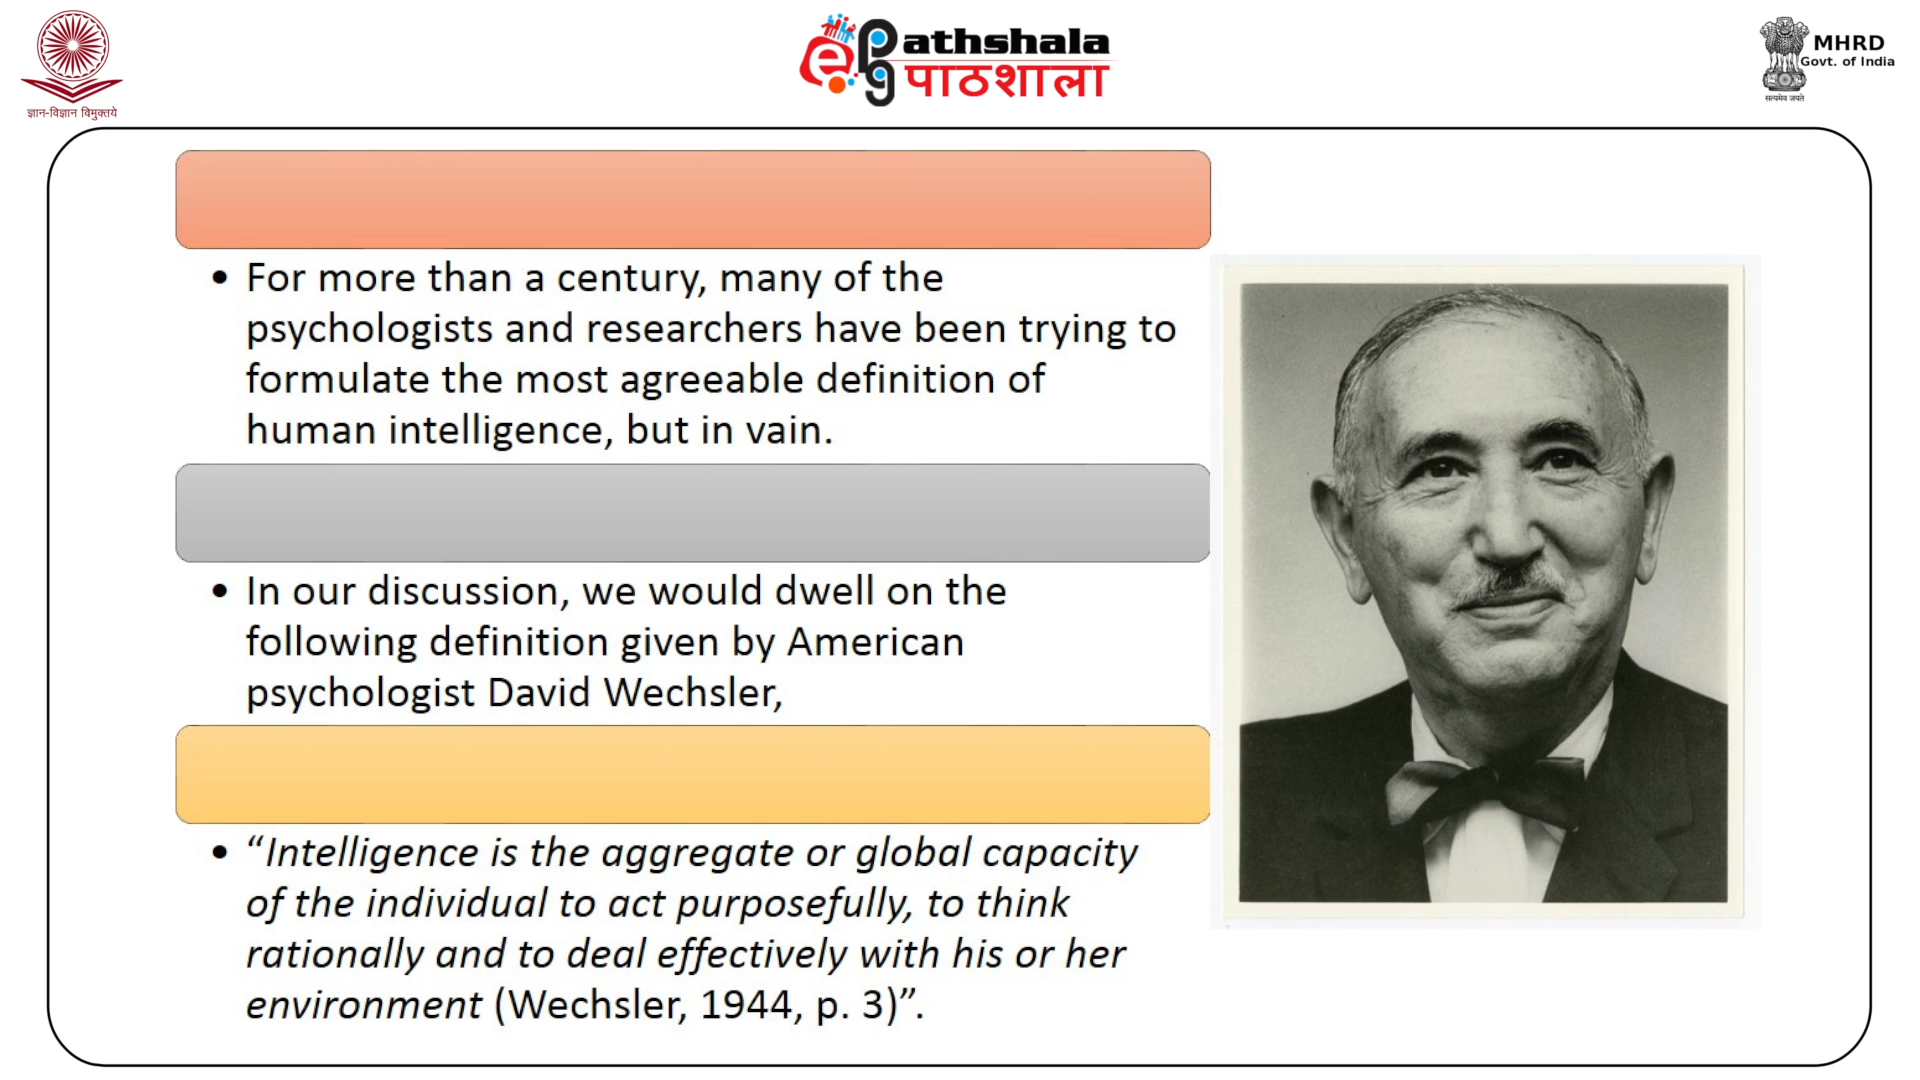 ज्ञान-विज्ञान विमुक्तये
e PG athshala
पाठशाला
MHRD
Govt. of India
सत्यमेव जयते
• For more than a century, many of the
psychologists and researchers have been trying to
formulate the most agreeable definition of
human intelligence, but in vain.
• In our discussion, we would dwell on the
following definition given by American
psychologist David Wechsler,
• “Intelligence is the aggregate or global capacity
of the individual to act purposefully, to think
rationally and to deal effectively with his or her
environment (Wechsler, 1944, p. 3)”.